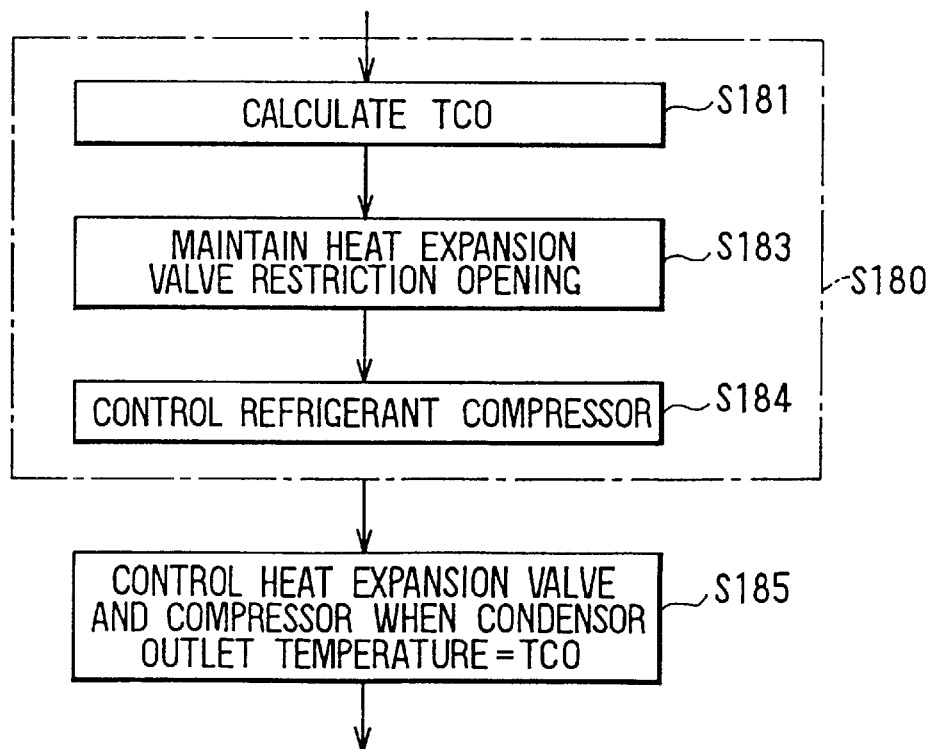 CALCULATE TCO
S181
MAINTAIN HEAT EXPANSION
VALVE RESTRICTION OPENING
S183
S180
CONTROL REFRIGERANT COMPRESSOR
S184
CONTROL HEAT EXPANSION VALVE
AND COMPRESSOR WHEN CONDENSOR
OUTLET TEMPERATURE=TCO
S185